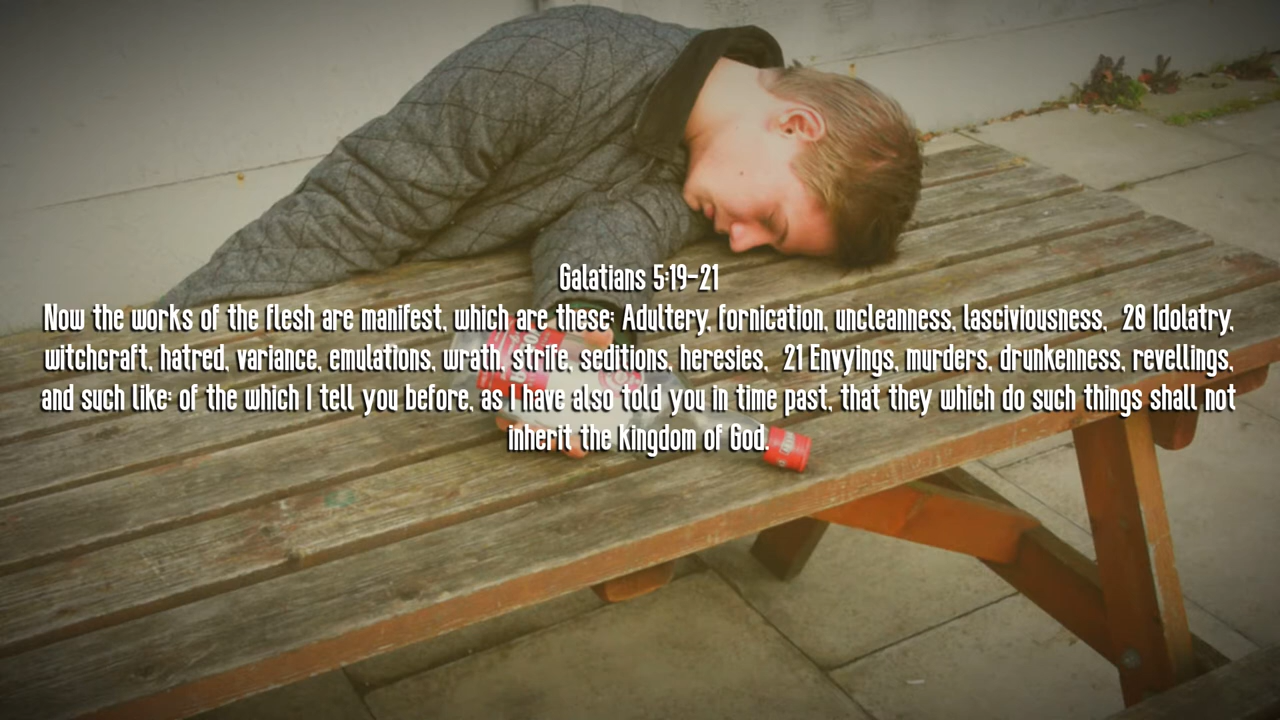 Galatians 5:19-21
Now the works of the flesh are manifest, which are these; Adultery, fornication, uncleanness, lasciviousness,  20 Idolatry,
witchcraft, hatred, variance, emulations, wrath, strife, seditions, heresies,  21 Envyings, murders, drunkenness, revellings,
and such like: of the which I tell you before, as I have also told you in time past, that they which do such things shall not
inherit the kingdom of God.